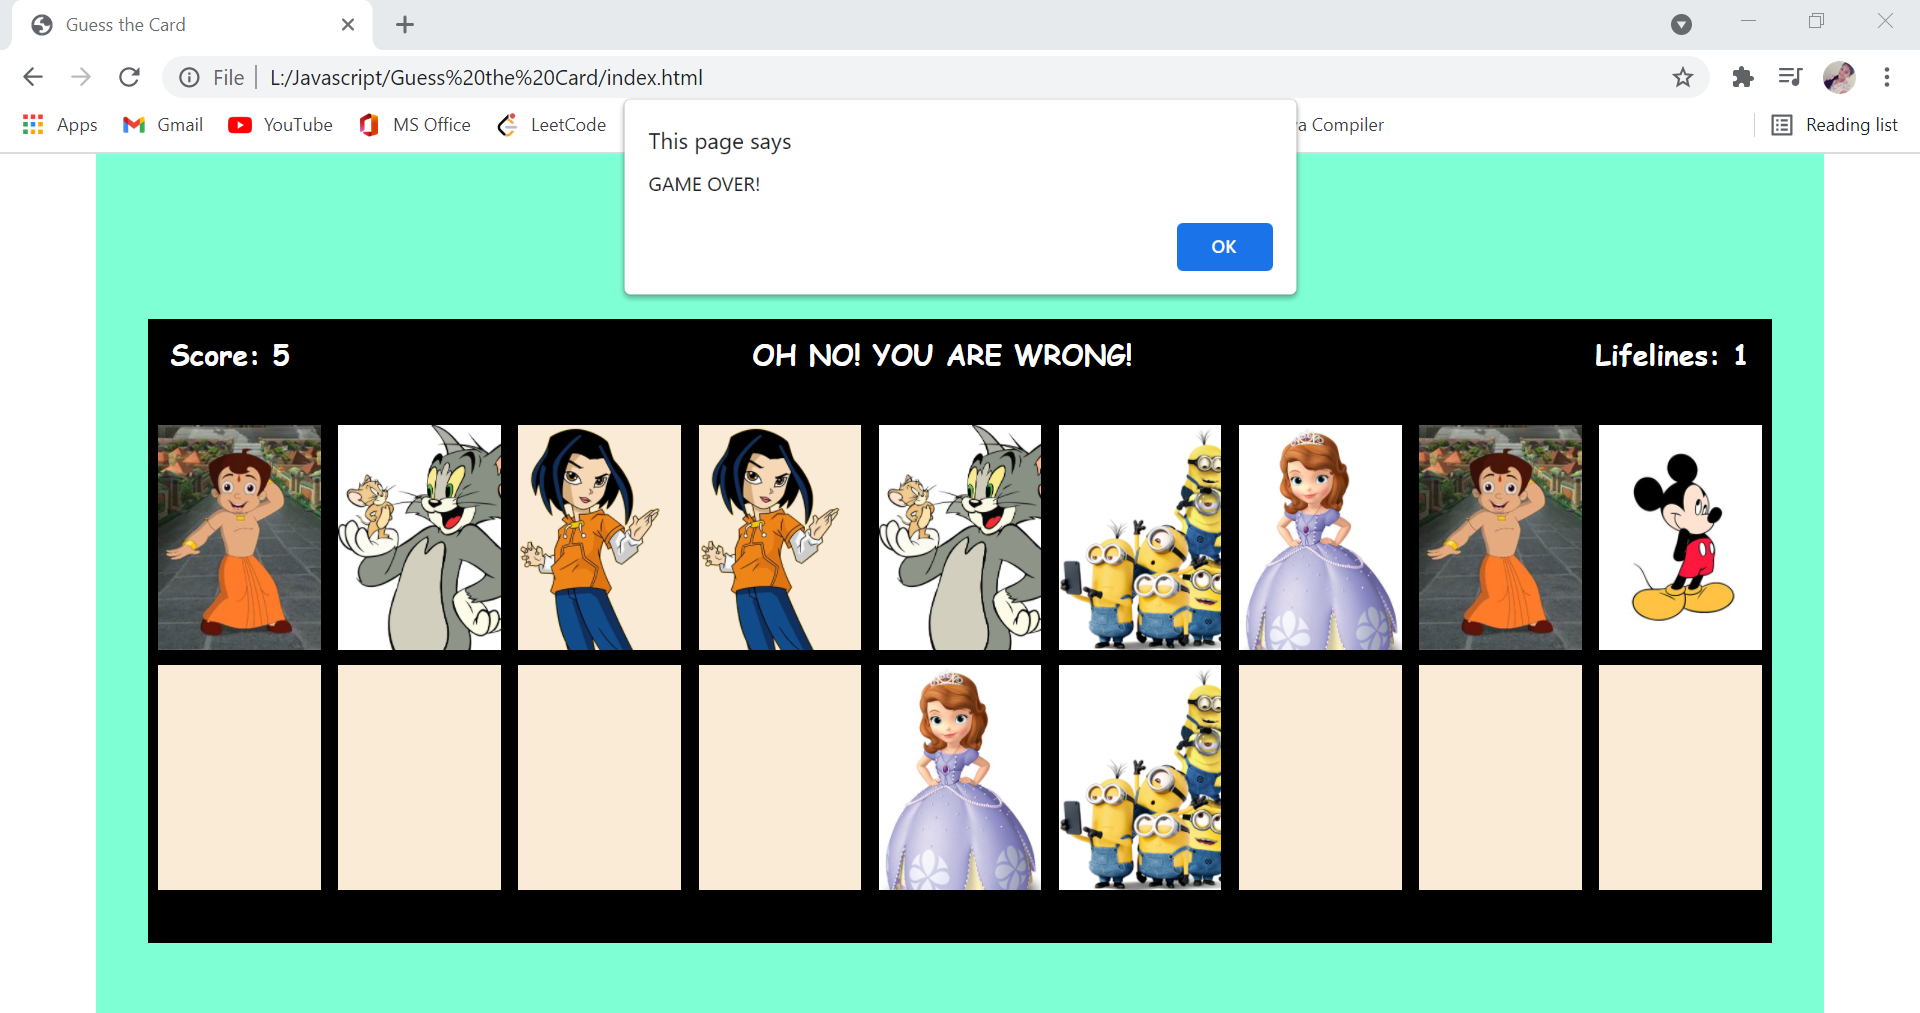 Guess the Card
File L:/Javascript/Guess%20the%20Card/index.html
Apps Gmail YouTube MS Office LeetCode Compiler Reading list
This page says
GAME OVER!
OK
Score: 5 OH NO! YOU ARE WRONG! Lifelines: 1